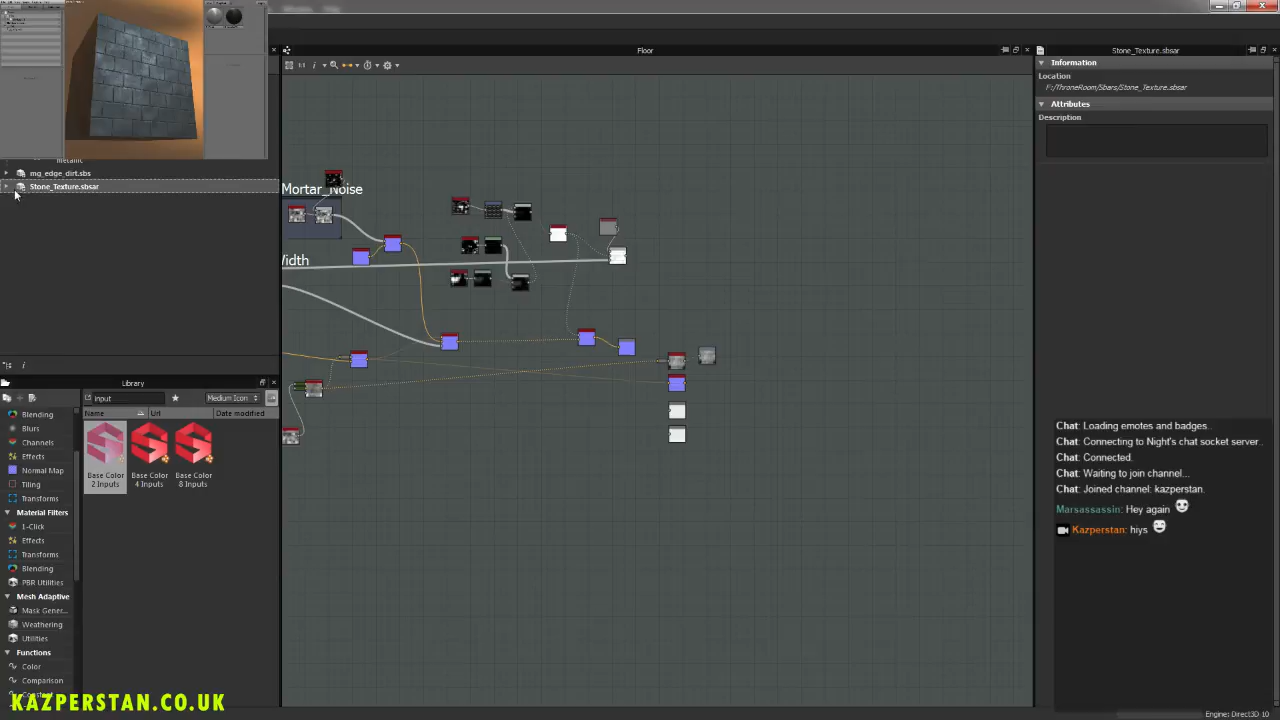 Floor
Stone_Texture.sbsar
1:1
Information
Location
F:/ThroneRoom/Sbars/Stone_Texture.sbsar
Attributes
Description
metallic
mg_edge_dirt.sbs
Stone_Texture.sbsar
Mortar_Noise
Width
Library
input
Medium Icon
Name
Url
Date modified
Blending
Blurs
Channels
Effects
Normal Map
Tiling
Transforms
Material Filters
1-Click
Effects
Transforms
Blending
PBR Utilities
Mesh Adaptive
Mask Gener...
Weathering
Utilities
Functions
Color
Comparison
Base Color
2 Inputs
Base Color
4 Inputs
Base Color
8 Inputs
Chat: Loading emotes and badges..
Chat: Connecting to Night's chat socket server..
Chat: Connected.
Chat: Waiting to join channel...
Chat: Joined channel: kazperstan.
Marsassassin: Hey again
Kazperstan: hiys
KAZPERSTAN.CO.UK
Engine: Direct3D 10